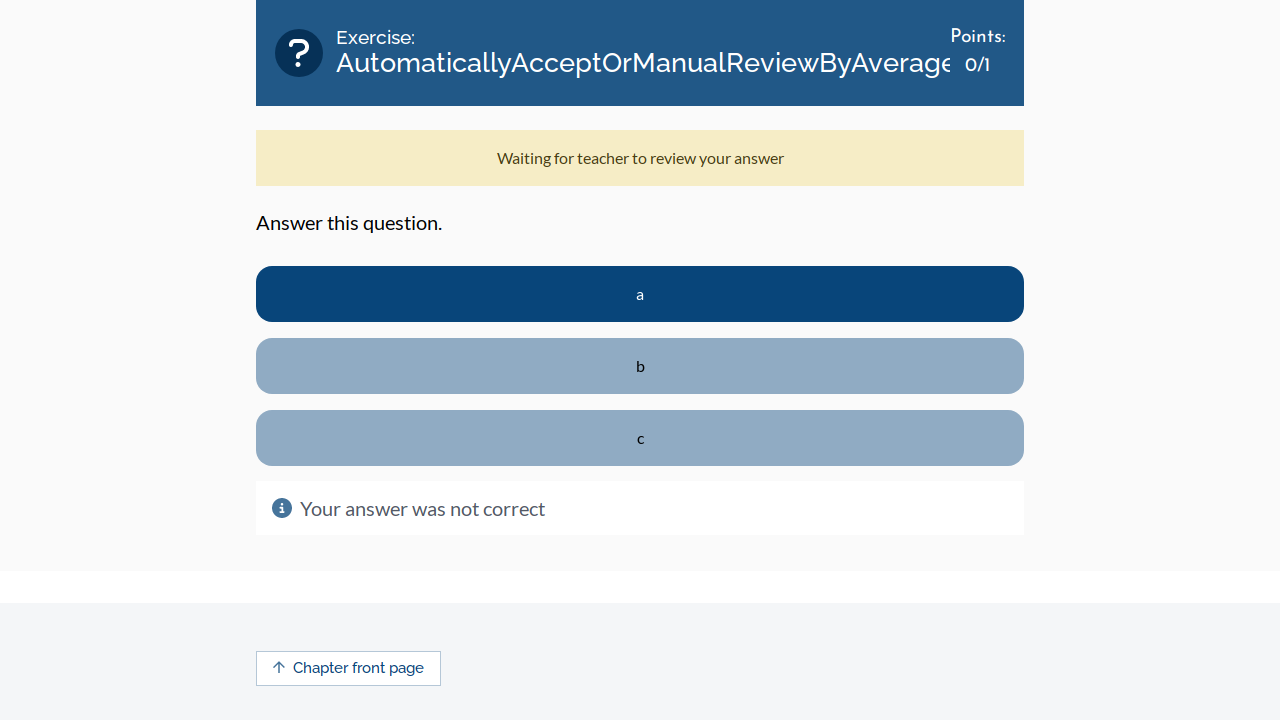 Exercise:
AutomaticallyAcceptOrManualReviewByAverage
Points:
0/1
Waiting for teacher to review your answer
Answer this question.
a
b
c
Your answer was not correct
Chapter front page